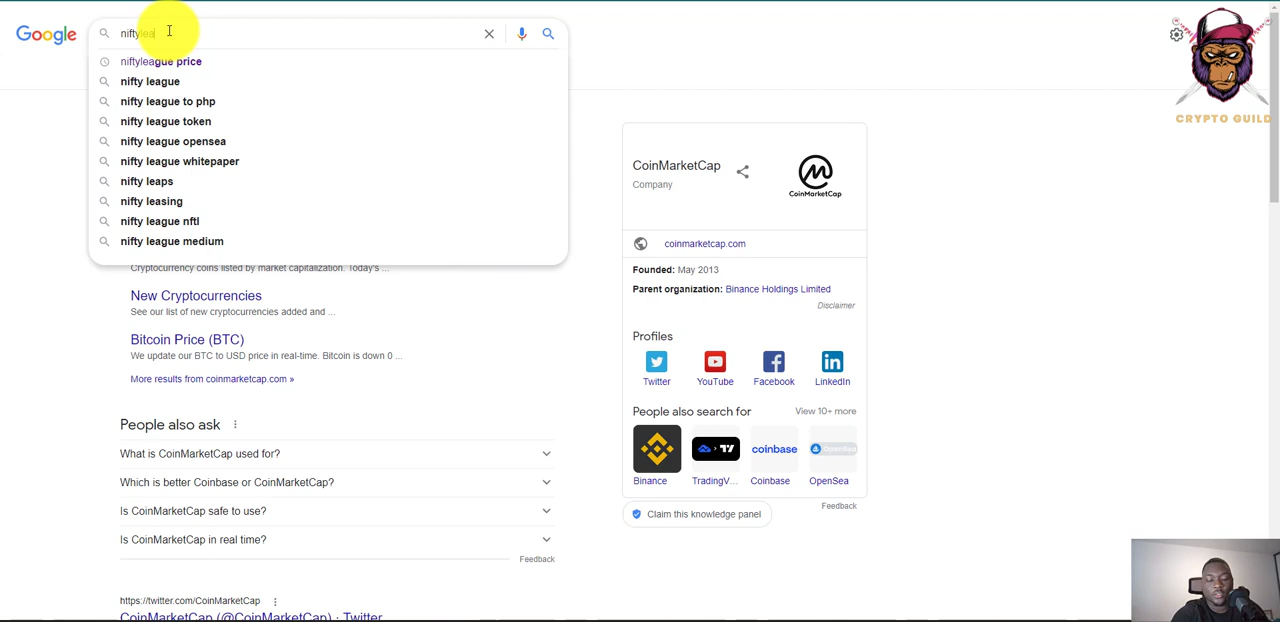 Google
niftylea
niftyleague price
nifty league
nifty league to php
nifty league token
nifty league opensea
nifty league whitepaper
nifty leaps
nifty leasing
nifty league nftl
nifty league medium
Cryptocurrency coins listed by market capitalization. Today's ...
New Cryptocurrencies
See our list of new cryptocurrencies added and ...
Bitcoin Price (BTC)
We update our BTC to USD price in real-time. Bitcoin is down 0 ...
More results from coinmarketcap.com »
People also ask
What is CoinMarketCap used for?
Which is better Coinbase or CoinMarketCap?
Is CoinMarketCap safe to use?
Is CoinMarketCap in real time?
Feedback
https://twitter.com/CoinMarketCap
CoinMarketCap (@CoinMarketCap) · Twitter
CoinMarketCap
Company
CoinMarketCap
coinmarketcap.com
Founded: May 2013
Parent organization: Binance Holdings Limited
Disclaimer
Profiles
Twitter
YouTube
Facebook
LinkedIn
People also search for
View 10+ more
coinbase
OpenSea
Binance
TradingV...
Coinbase
OpenSea
Feedback
Claim this knowledge panel
CRYPTO GUILD